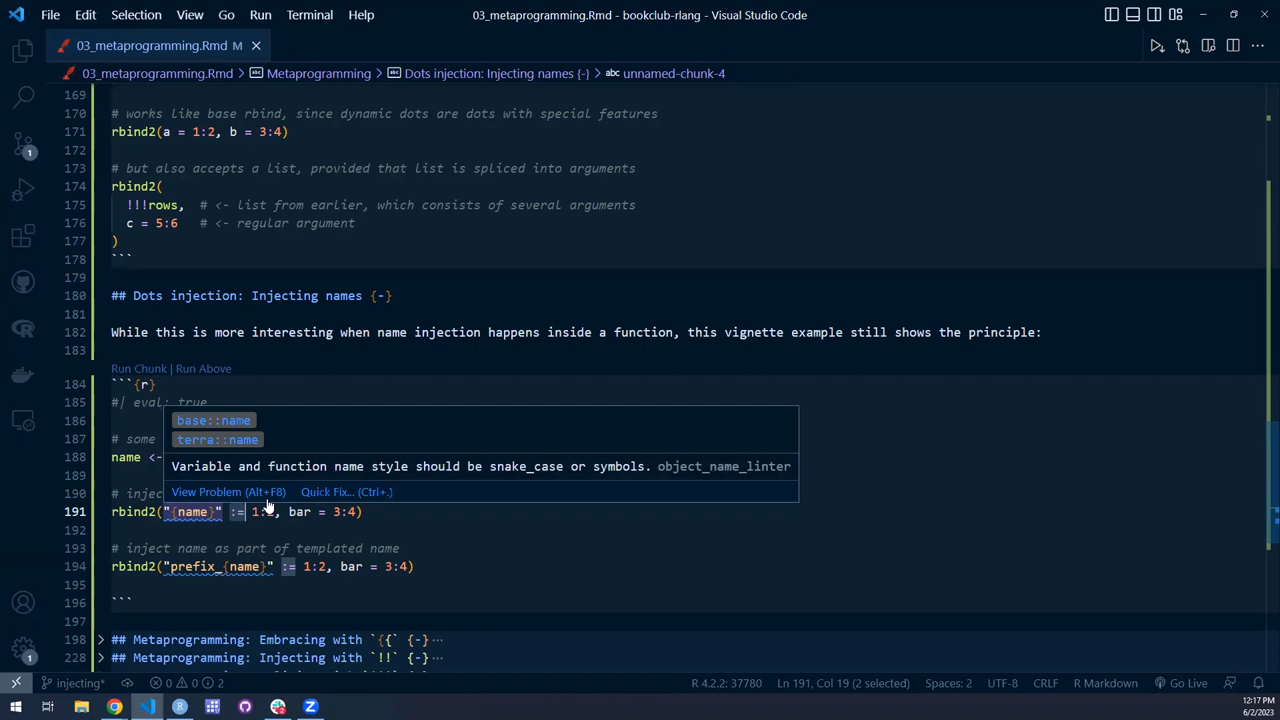 File Edit Selection View Go Run Terminal Help 03_metaprogramming.Rmd - bookclub-rlang - Visual Studio Code
03_metaprogramming.Rmd M
03_metaprogramming.Rmd > Metaprogramming > Dots injection: Injecting names {-} > unnamed-chunk-4
169
170 # works like base rbind, since dynamic dots are dots with special features
171 rbind2(a = 1:2, b = 3:4)
172
173 # but also accepts a list, provided that list is spliced into arguments
174 rbind2(
175 !!!rows, # <- list from earlier, which consists of several arguments
176 c = 5:6 # <- regular argument
177 )
178 ```
179
180 ## Dots injection: Injecting names {-}
181
182 While this is more interesting when name injection happens inside a function, this vignette example still shows the principle:
183
Run Chunk | Run Above
184 ```{r}
185 #| eval: true
186
base::name
terra::name
187 # some
188 name <-
Variable and function name style should be snake_case or symbols. object_name_linter
189
View Problem (Alt+F8) Quick Fix... (Ctrl+.)
190 # injec
191 rbind2("{name}" := 1:2, bar = 3:4)
192
193 # inject name as part of templated name
194 rbind2("prefix_{name}" := 1:2, bar = 3:4)
195
196 ```
197
198 ## Metaprogramming: Embracing with `{{` {-} ...
228 ## Metaprogramming: Injecting with `!!` {-} ...
injecting* 0 0 2 R 4.2.2: 37780 Ln 191, Col 19 (2 selected) Spaces: 2 UTF-8 CRLF R Markdown Go Live
12:17 PM
6/2/2023